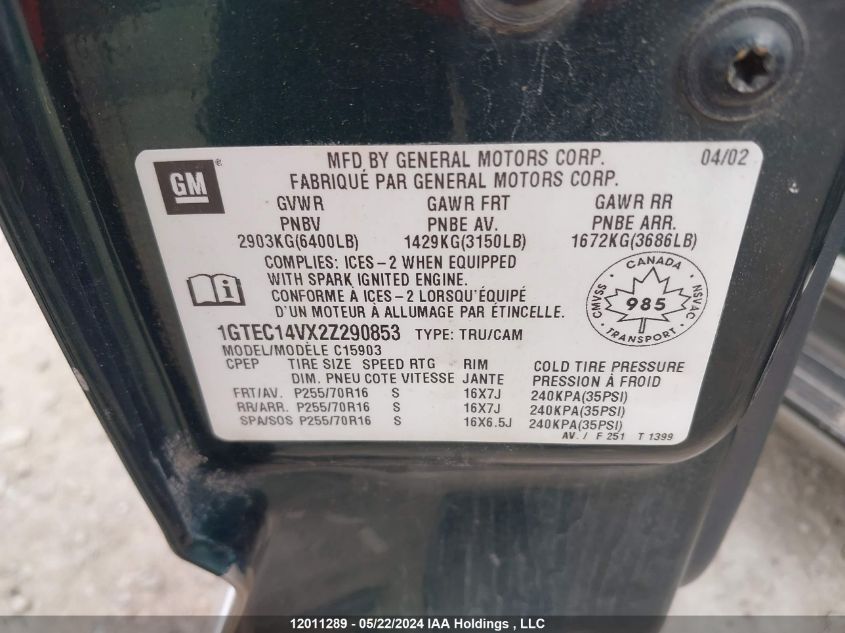 GM ®
MFD BY GENERAL MOTORS CORP. 04/02
FABRIQUÉ PAR GENERAL MOTORS CORP.
GVWR GAWR FRT GAWR RR
PNBV PNBE AV. PNBE ARR.
2903KG(6400LB) 1429KG(3150LB) 1672KG(3686LB)
COMPLIES: ICES-2 WHEN EQUIPPED
WITH SPARK IGNITED ENGINE.
CONFORME À ICES-2 LORSQU'ÉQUIPÉ
D'UN MOTEUR À ALLUMAGE PAR ÉTINCELLE.
CANADA
CMVSS 985 NSVAC
TRANSPORT
1GTEC14VX2Z290853 TYPE: TRU/CAM
MODEL/MODÈLE C15903
CPEP TIRE SIZE SPEED RTG RIM COLD TIRE PRESSURE
DIM. PNEU COTE VITESSE JANTE PRESSION À FROID
FRT/AV. P255/70R16 S 16X7J 240KPA(35PSI)
RR/ARR. P255/70R16 S 16X7J 240KPA(35PSI)
SPA/SOS P255/70R16 S 16X6.5J 240KPA(35PSI)
AV. / F 251 T 1399
12011289 - 05/22/2024 IAA Holdings , LLC